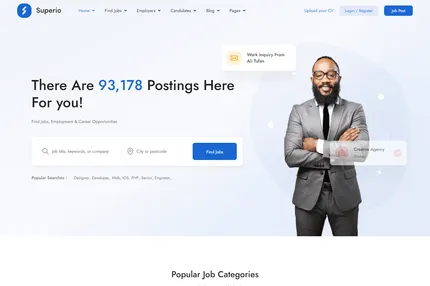 Superio
Home
Find Jobs
Employers
Candidates
Blog
Pages
Upload your CV
Login / Register
Job Post
Work Inquiry From
Ali Tufan
There Are 93,178 Postings Here
For you!
Find Jobs, Employment & Career Opportunities
Job title, keywords, or company
City or postcode
Find Jobs
Popular Searches :
Designer, Developer, Web, IOS, PHP, Senior, Engineer,
Creative Agency
Startup
Popular Job Categories